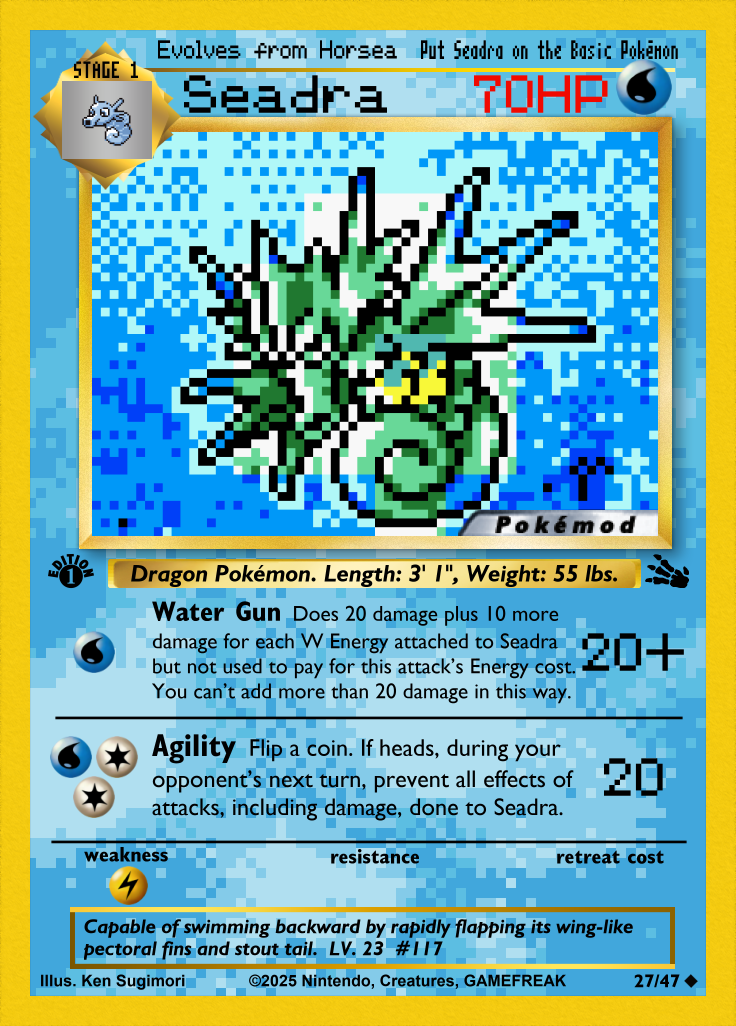 Evolves from Horsea Put Seadra on the Basic Pokémon
STAGE 1
Seadra 70HP
Pokémod
EDITION 1
Dragon Pokémon. Length: 3' 1", Weight: 55 lbs.
Water Gun Does 20 damage plus 10 more
damage for each W Energy attached to Seadra
but not used to pay for this attack's Energy cost.
You can't add more than 20 damage in this way.
20+
Agility Flip a coin. If heads, during your
opponent's next turn, prevent all effects of
attacks, including damage, done to Seadra.
20
weakness resistance retreat cost
Capable of swimming backward by rapidly flapping its wing-like
pectoral fins and stout tail. LV. 23 #117
Illus. Ken Sugimori ©2025 Nintendo, Creatures, GAMEFREAK 27/47